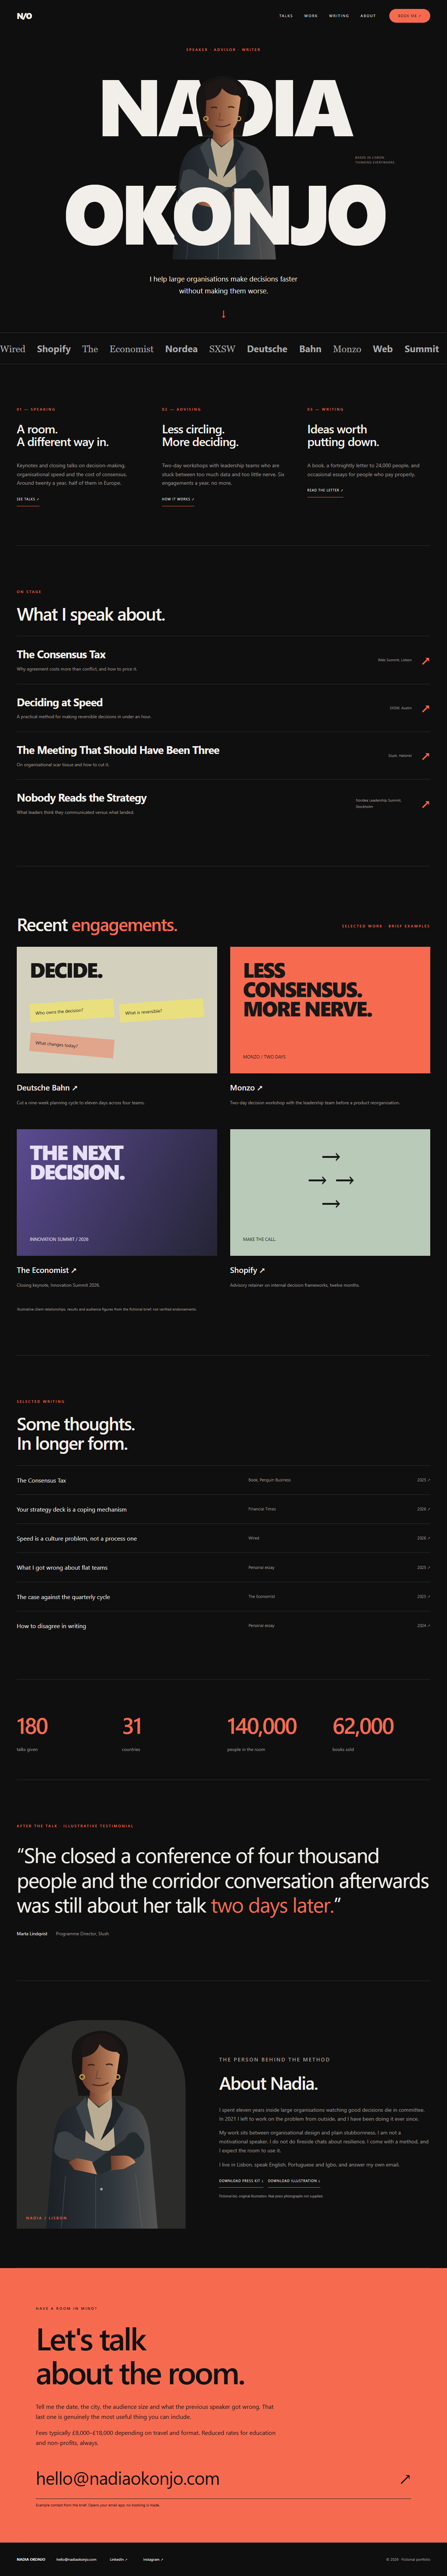 N/O
TALKS WORK WRITING ABOUT BOOK ME ↗
SPEAKER · ADVISOR · WRITER
NADIA
BASED IN LISBON.
THINKING EVERYWHERE.
OKONJO
I help large organisations make decisions faster
without making them worse.
↓
Wired Shopify The Economist Nordea SXSW Deutsche Bahn Monzo Web Summit
01 — SPEAKING
A room.
A different way in.
Keynotes and closing talks on decision-making,
organisational speed and the cost of consensus.
Around twenty a year, half of them in Europe.
SEE TALKS ↗
02 — ADVISING
Less circling.
More deciding.
Two-day workshops with leadership teams who are
stuck between too much data and too little nerve. Six
engagements a year, no more.
HOW IT WORKS ↗
03 — WRITING
Ideas worth
putting down.
A book, a fortnightly letter to 24,000 people, and
occasional essays for people who pay properly.
READ THE LETTER ↗
ON STAGE
What I speak about.
The Consensus Tax
Why agreement costs more than conflict, and how to price it.
Web Summit, Lisbon ↗
Deciding at Speed
A practical method for making reversible decisions in under an hour.
SXSW, Austin ↗
The Meeting That Should Have Been Three
On organisational scar tissue and how to cut it.
Slush, Helsinki ↗
Nobody Reads the Strategy
What leaders think they communicated versus what landed.
Nordea Leadership Summit,
Stockholm ↗
Recent engagements.
SELECTED WORK · BRIEF EXAMPLES
DECIDE.
Who owns the decision?
What is reversible?
What changes today?
Deutsche Bahn ↗
Cut a nine-week planning cycle to eleven days across four teams.
LESS
CONSENSUS.
MORE NERVE.
MONZO / TWO DAYS
Monzo ↗
Two-day decision workshop with the leadership team before a product reorganisation.
THE NEXT
DECISION.
INNOVATION SUMMIT / 2026
The Economist ↗
Closing keynote, Innovation Summit 2026.
→
→ →
→
MAKE THE CALL.
Shopify ↗
Advisory retainer on internal decision frameworks, twelve months.
Illustrative client relationships, results and audience figures from the fictional brief; not verified endorsements.
SELECTED WRITING
Some thoughts.
In longer form.
The Consensus Tax Book, Penguin Business 2025 ↗
Your strategy deck is a coping mechanism Financial Times 2026 ↗
Speed is a culture problem, not a process one Wired 2026 ↗
What I got wrong about flat teams Personal essay 2025 ↗
The case against the quarterly cycle The Economist 2025 ↗
How to disagree in writing Personal essay 2024 ↗
180
talks given
31
countries
140,000
people in the room
62,000
books sold
AFTER THE TALK · ILLUSTRATIVE TESTIMONIAL
“She closed a conference of four thousand
people and the corridor conversation afterwards
was still about her talk two days later.”
Marta Lindqvist Programme Director, Slush
NADIA / LISBON
THE PERSON BEHIND THE METHOD
About Nadia.
I spent eleven years inside large organisations watching good decisions die in committee.
In 2021 I left to work on the problem from outside, and I have been doing it ever since.
My work sits between organisational design and plain stubbornness. I am not a
motivational speaker. I do not do fireside chats about resilience. I come with a method, and
I expect the room to use it.
I live in Lisbon, speak English, Portuguese and Igbo, and answer my own email.
DOWNLOAD PRESS KIT ↓ DOWNLOAD ILLUSTRATION ↓
Fictional bio; original illustration. Real press photographs not supplied.
HAVE A ROOM IN MIND?
Let's talk
about the room.
Tell me the date, the city, the audience size and what the previous speaker got wrong. That
last one is genuinely the most useful thing you can include.
Fees typically £8,000–£18,000 depending on travel and format. Reduced rates for education
and non-profits, always.
hello@nadiaokonjo.com ↗
Example contact from the brief. Opens your email app; no booking is made.
NADIA OKONJO hello@nadiaokonjo.com LinkedIn ↗ Instagram ↗ © 2026 · Fictional portfolio